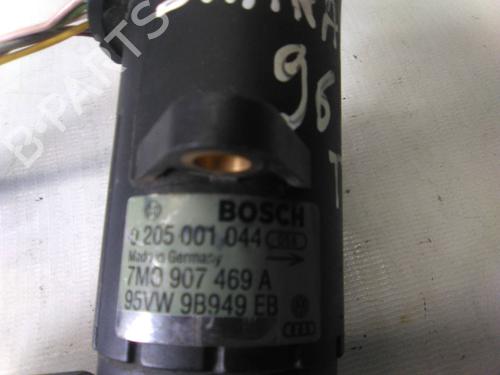 96
T
BOSCH
0 205 001 044
Made in Germany
7M0 907 469 A
95VW 9B949 EB
B-PARTS